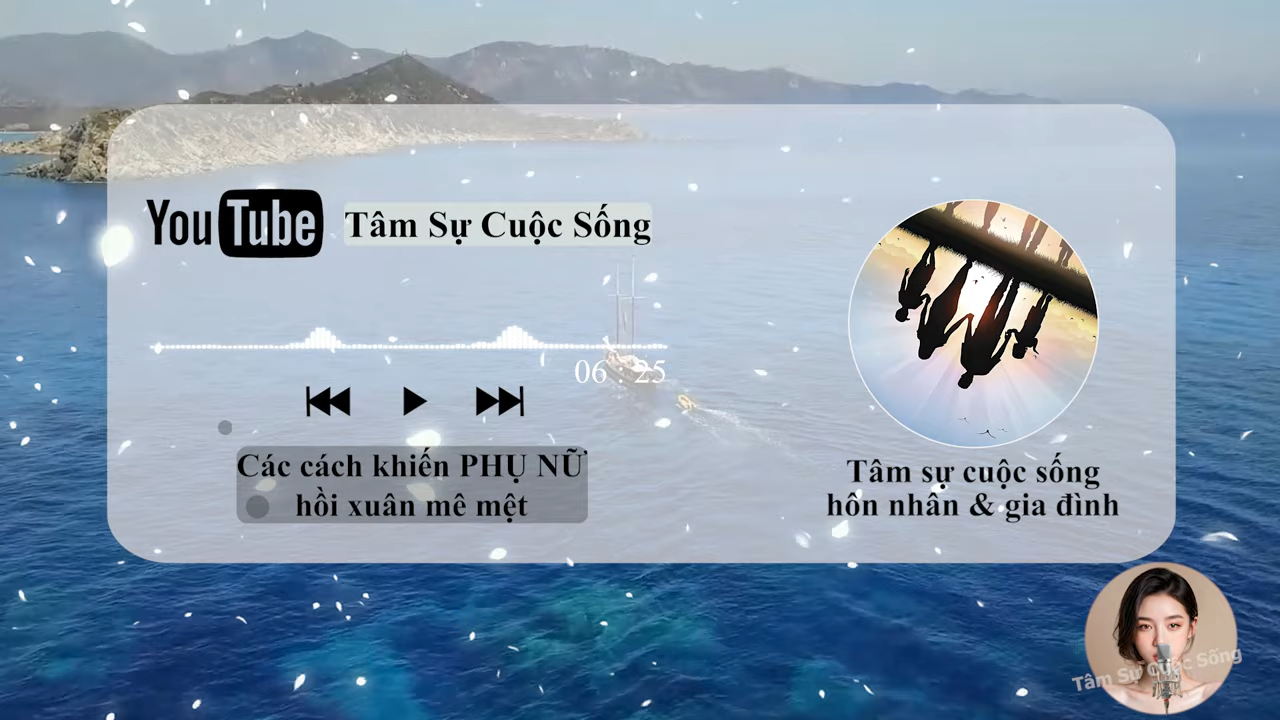 YouTube Tâm Sự Cuộc Sống
06 25
Các cách khiến PHỤ NỮ
hồi xuân mê mệt
Tâm sự cuộc sống
hôn nhân & gia đình
Tâm Sự Cuộc Sống